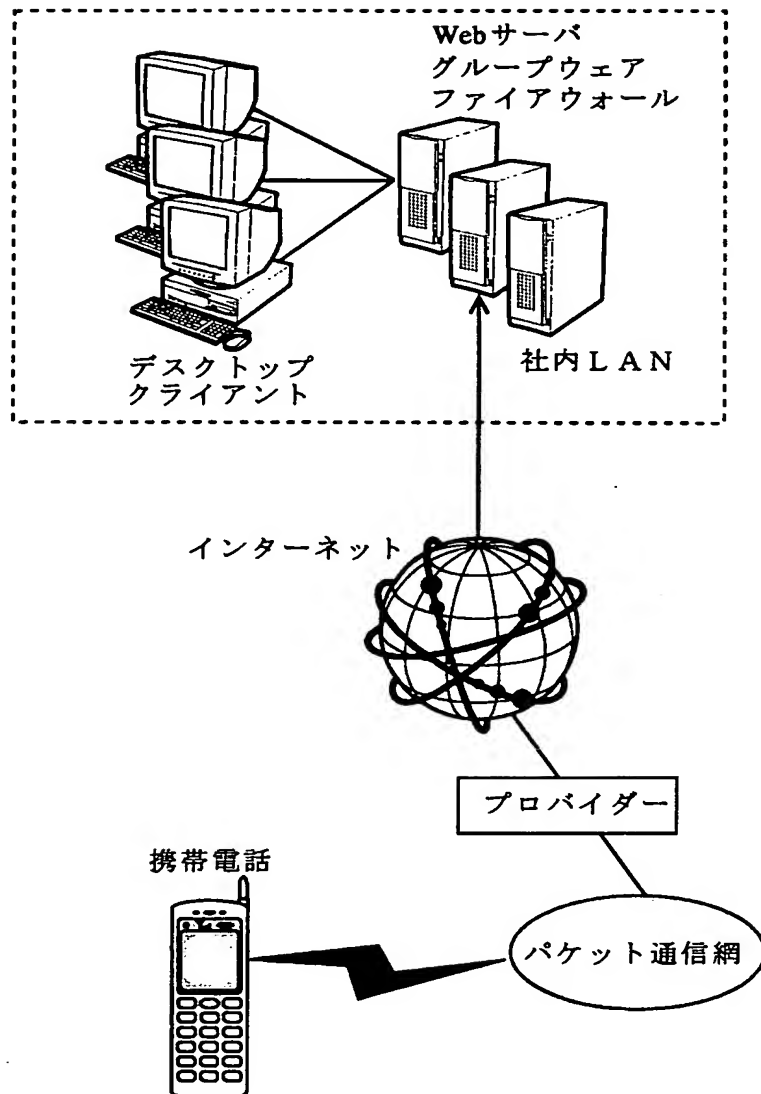 Webサーバ
グループウェア
ファイアウォール
デスクトップ
クライアント
社内LAN
インターネット
プロバイダー
携帯電話
パケット通信網